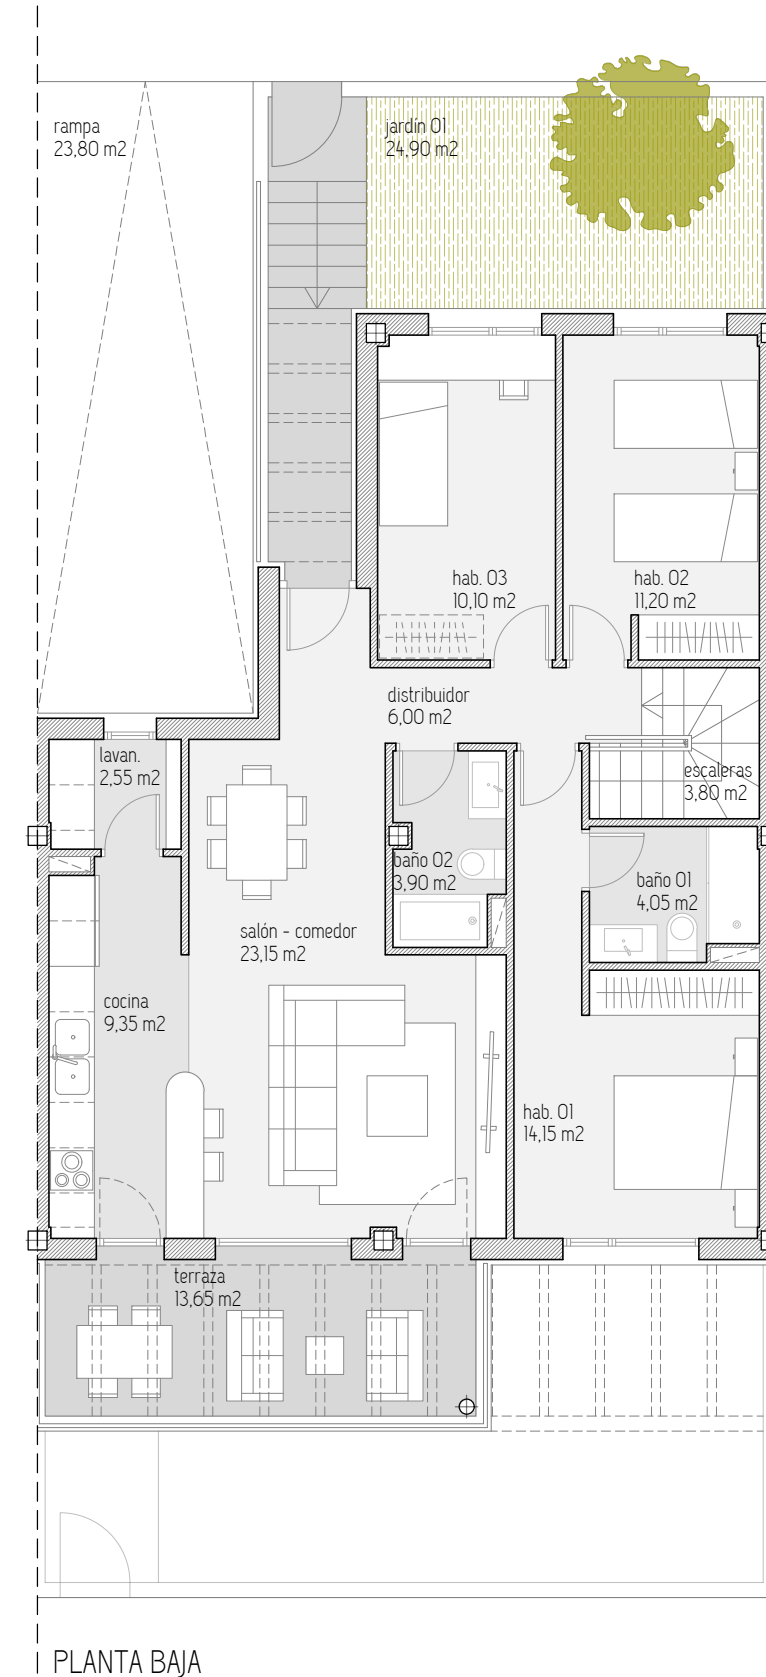 rampa
23,80 m2
jardín 01
24,90 m2
hab. 03
10,10 m2
hab. 02
11,20 m2
distribuidor
6,00 m2
lavan.
2,55 m2
escaleras
3,80 m2
baño 02
3,90 m2
baño 01
4,05 m2
salón - comedor
23,15 m2
cocina
9,35 m2
hab. 01
14,15 m2
terraza
13,65 m2
PLANTA BAJA